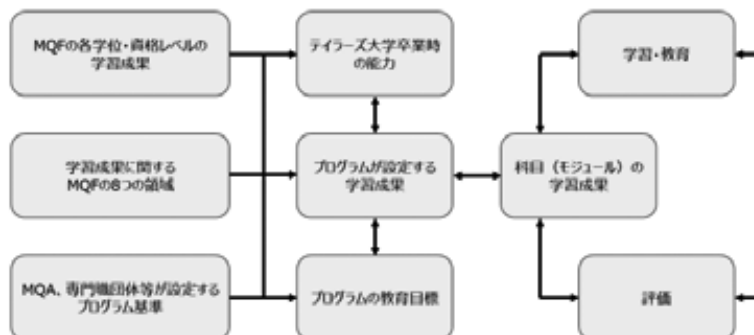 MQFの各学位・資格レベルの
学習成果
テイラーズ大学卒業時
の能力
学習・教育
学習成果に関する
MQFの8つの領域
プログラムが設定する
学習成果
科目（モジュール）の
学習成果
MQA、専門職団体等が設定する
プログラム基準
プログラムの教育目標
評価